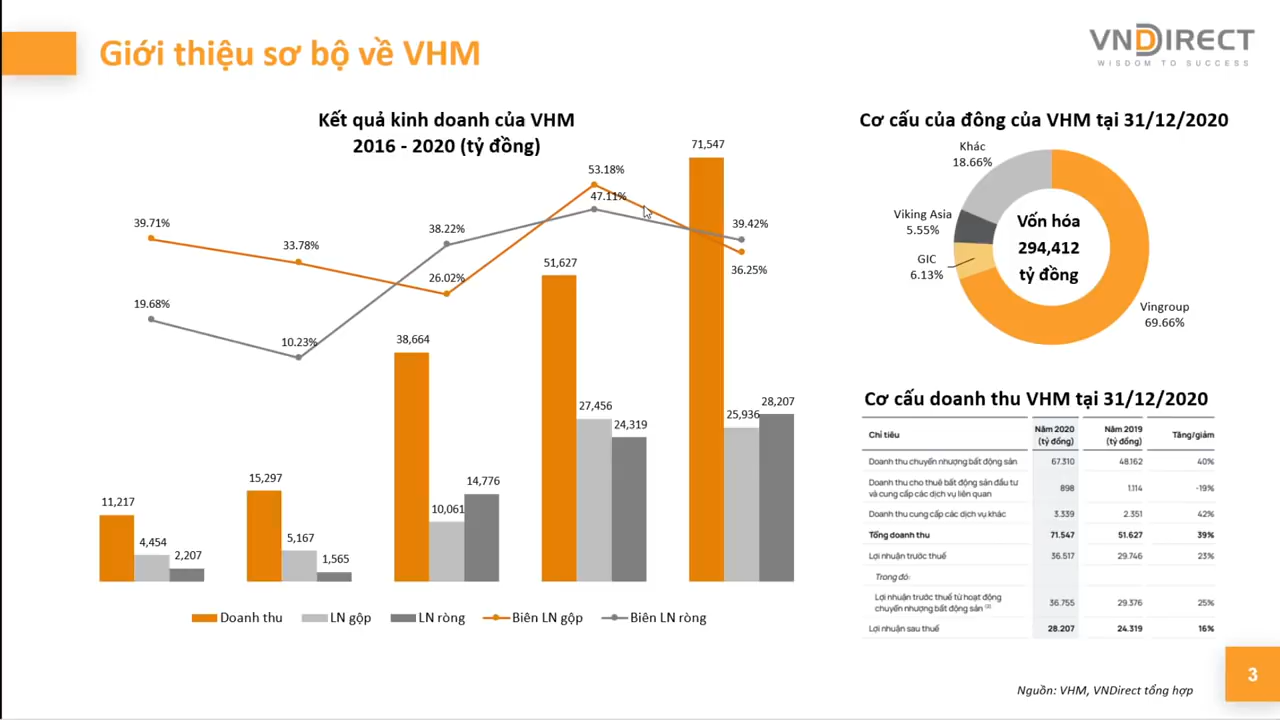 Giới thiệu sơ bộ về VHM
VNDIRECT
WISDOM TO SUCCESS
Kết quả kinh doanh của VHM
2016 - 2020 (tỷ đồng)
71,547
53.18%
47.11%
39.71%
33.78%
38.22%
26.02%
39.42%
36.25%
19.68%
10.23%
51,627
38,664
27,456
24,319
25,936
28,207
11,217
4,454
2,207
15,297
5,167
1,565
10,061
14,776
Doanh thu
LN gộp
LN ròng
Biên LN gộp
Biên LN ròng
Cơ cấu của đông của VHM tại 31/12/2020
Khác
18.66%
Viking Asia
5.55%
GIC
6.13%
Vốn hóa
294,412
tỷ đồng
Vingroup
69.66%
Cơ cấu doanh thu VHM tại 31/12/2020
Chỉ tiêu Năm 2020 (tỷ đồng) Năm 2019 (tỷ đồng) Tăng/giảm
Doanh thu chuyển nhượng bất động sản 67.310 48.162 40%
Doanh thu cho thuê bất động sản đầu tư
và cung cấp các dịch vụ liên quan 898 1.114 -19%
Doanh thu cung cấp các dịch vụ khác 3.339 2.351 42%
Tổng doanh thu 71.547 51.627 39%
Lợi nhuận trước thuế 36.517 29.746 23%
Trong đó:
Lợi nhuận trước thuế từ hoạt động
chuyển nhượng bất động sản (2) 36.755 29.376 25%
Lợi nhuận sau thuế 28.207 24.319 16%
Nguồn: VHM, VNDirect tổng hợp
3